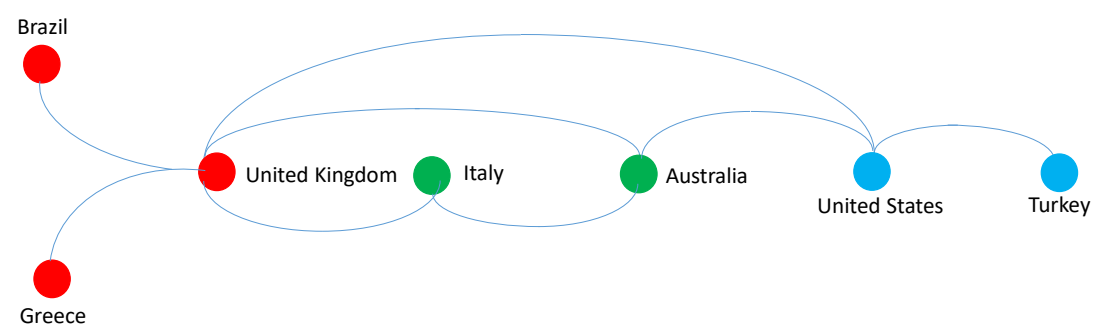 Brazil
United Kingdom
Italy
Australia
United States
Turkey
Greece